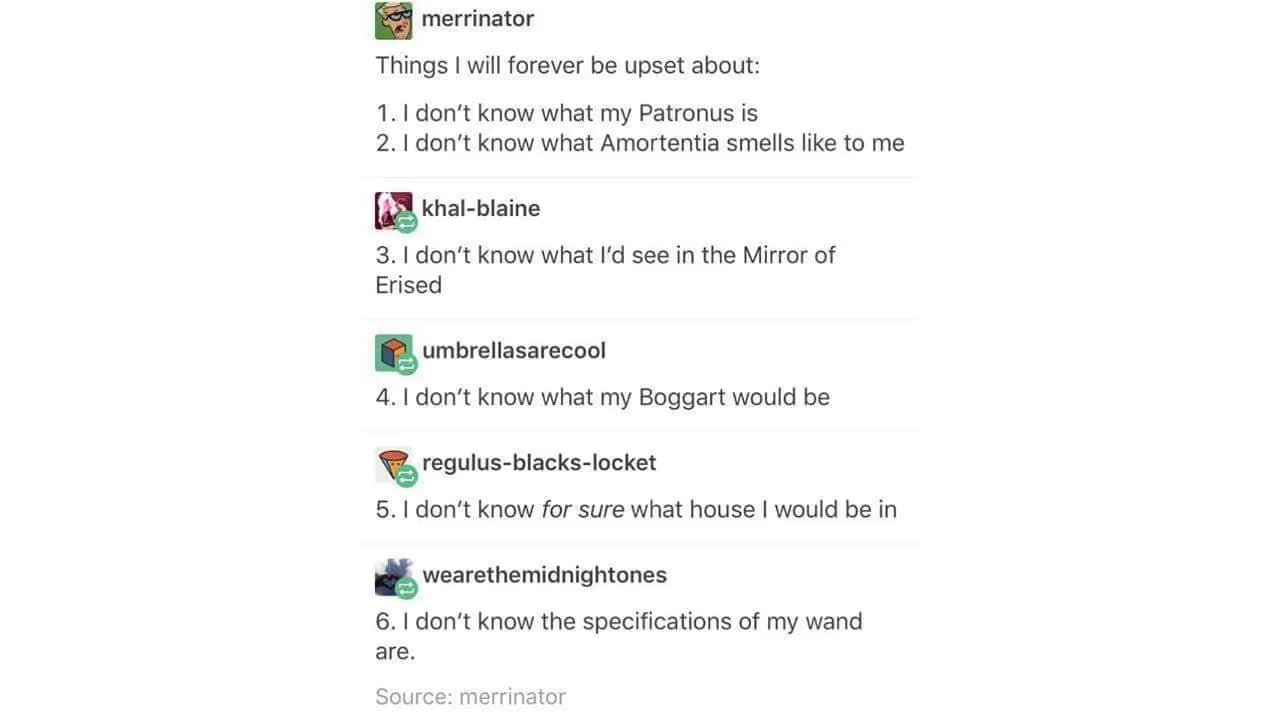 merrinator
Things I will forever be upset about:
1. I don’t know what my Patronus is
2. I don’t know what Amortentia smells like to me
khal-blaine
3. I don’t know what I’d see in the Mirror of
Erised
umbrellasarecool
4. I don’t know what my Boggart would be
regulus-blacks-locket
5. I don’t know for sure what house I would be in
wearethemidnightones
6. I don’t know the specifications of my wand
are.
Source: merrinator